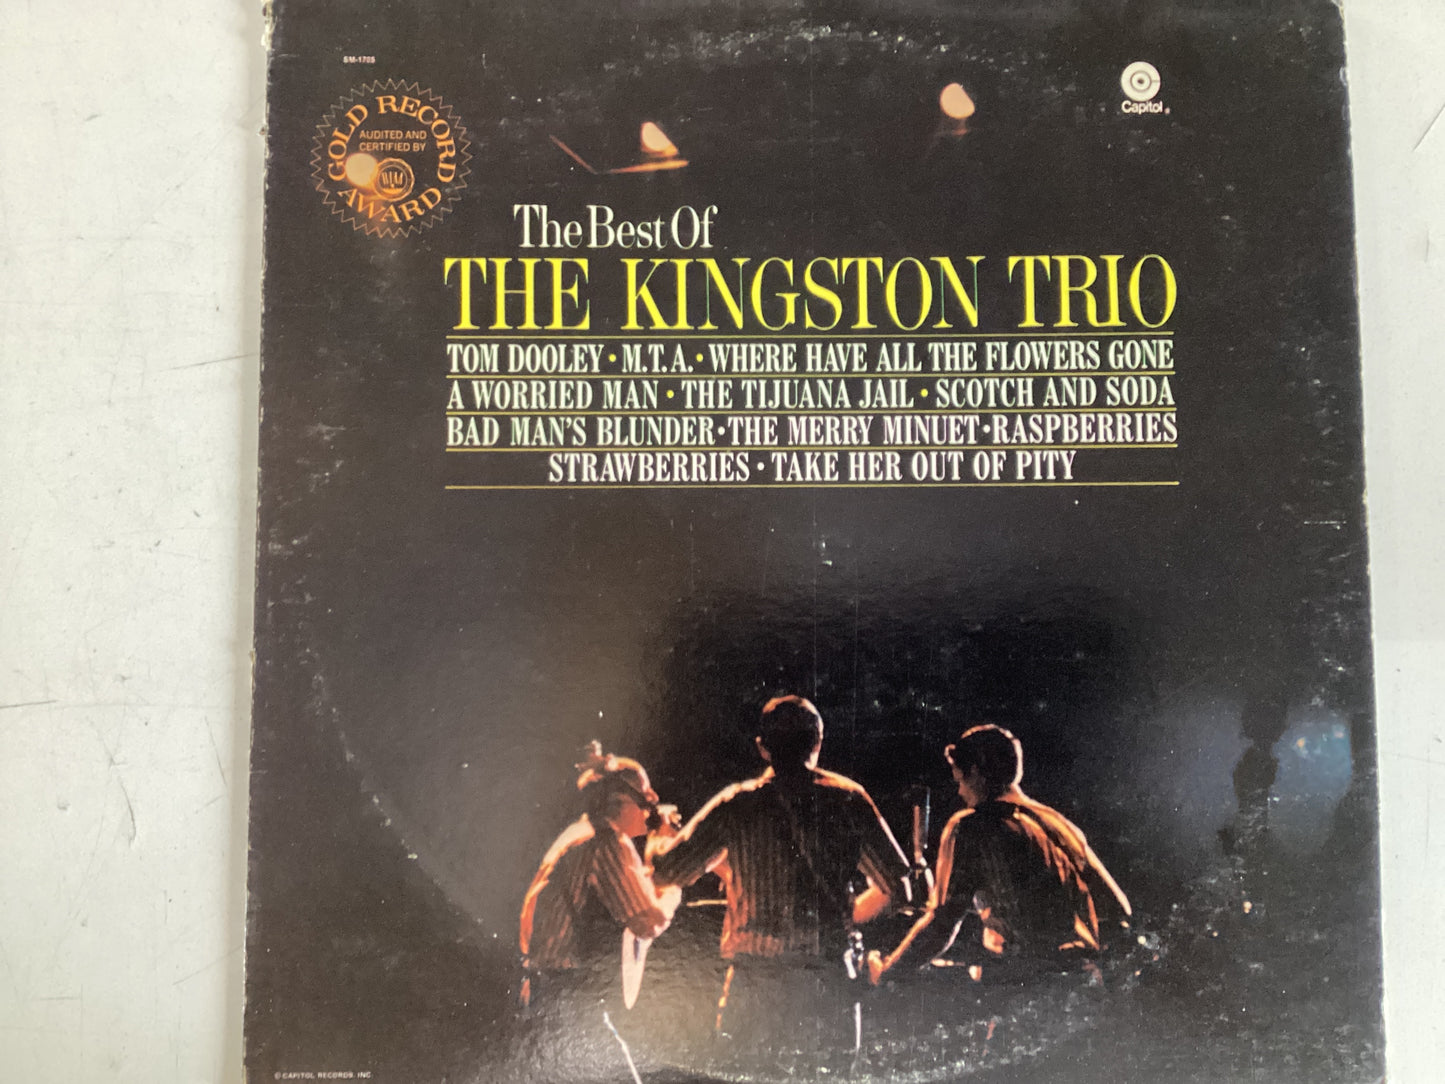 SM-1705
GOLD RECORD
AUDITED AND
CERTIFIED BY
AWARD
Capitol
The Best Of
THE KINGSTON TRIO
TOM DOOLEY • M.T.A. • WHERE HAVE ALL THE FLOWERS GONE
A WORRIED MAN • THE TIJUANA JAIL • SCOTCH AND SODA
BAD MAN'S BLUNDER • THE MERRY MINUET • RASPBERRIES
STRAWBERRIES • TAKE HER OUT OF PITY
© CAPITOL RECORDS, INC.